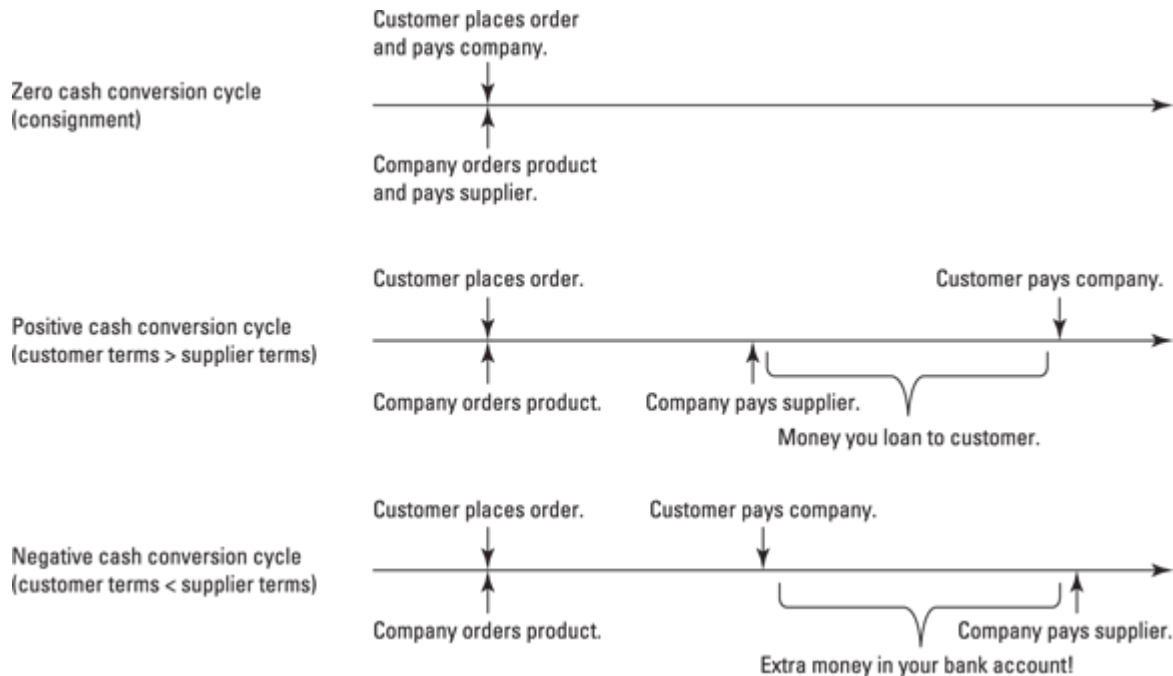 Customer places order
and pays company.
Zero cash conversion cycle
(consignment)
Company orders product
and pays supplier.
Customer places order.
Customer pays company.
Positive cash conversion cycle
(customer terms > supplier terms)
Company orders product.
Company pays supplier.
Money you loan to customer.
Customer places order.
Customer pays company.
Negative cash conversion cycle
(customer terms < supplier terms)
Company orders product.
Company pays supplier.
Extra money in your bank account!